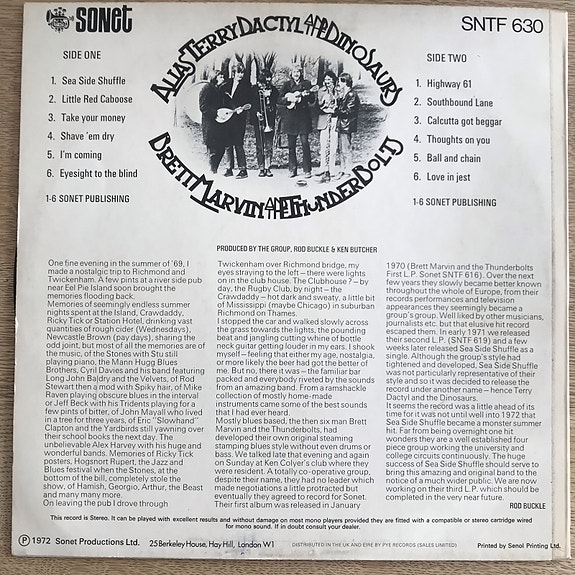 SONET
SNTF 630
ALIAS TERRY DACTYL AND THE DINOSAURS
BRETT MARVIN AND THE THUNDERBOLTS
SIDE ONE
1. Sea Side Shuffle
2. Little Red Caboose
3. Take your money
4. Shave 'em dry
5. I'm coming
6. Eyesight to the blind
1-6 SONET PUBLISHING
SIDE TWO
1. Highway 61
2. Southbound Lane
3. Calcutta got beggar
4. Thoughts on you
5. Ball and chain
6. Love in jest
1-6 SONET PUBLISHING
PRODUCED BY THE GROUP, ROD BUCKLE & KEN BUTCHER
One fine evening in the summer of '69, I
made a nostalgic trip to Richmond and
Twickenham. A few pints at a river side pub
near Eel Pie Island soon brought the
memories flooding back.
Memories of seemingly endless summer
nights spent at the Island, Crawdaddy,
Ricky Tick or Station Hotel, drinking vast
quantities of rough cider (Wednesdays),
Newcastle Brown (pay days), sharing the
odd joint, but most of all the memories are
of the music, of the Stones with Stu still
playing piano, the Mann Hugg Blues
Brothers, Cyril Davies and his band featuring
Long John Baldry and the Velvets, of Rod
Stewart then a mod with Spiky hair, of Mike
Raven playing obscure blues in the interval
or Jeff Beck with his Tridents playing for a
few pints of bitter, of John Mayall who lived
in a tree for three years, of Eric "Slowhand"
Clapton and the Yardbirds still yawning over
their school books the next day. The
unbelievable Alex Harvey with his huge and
wonderful bands. Memories of Ricky Tick
posters, Hogsnort Rupert, the Jazz and
Blues festival when the Stones, at the
bottom of the bill, completely stole the
show, of Hamish, Georgio, Arthur, the Beast
and many many more.
On leaving the pub I drove through
Twickenham over Richmond bridge, my
eyes straying to the left – there were lights
on in the club house. The Clubhouse? – by
day, the Rugby Club, by night – the
Crawdaddy – hot dark and sweaty, a little bit
of Mississippi (maybe Chicago) in suburban
Richmond on Thames.
I stopped the car and walked slowly across
the grass towards the lights, the pounding
beat and jangling cutting whine of bottle
neck guitar getting louder in my ears. I shook
myself – feeling that either my age, nostalgia,
or more likely the beer had got the better of
me. But no, there it was – the familiar bar
packed and everybody riveted by the sounds
from an amazing band. From a ramshackle
collection of mostly home-made
instruments came some of the best sounds
that I had ever heard.
Mostly blues based, the then six man Brett
Marvin and the Thunderbolts, had
developed their own original steaming
stamping blues style without even drums or
bass. We talked late that evening and again
on Sunday at Ken Colyer's club where they
were resident. A totally co-operative group,
despite their name, they had no leader which
made negotiations a little protracted but
eventually they agreed to record for Sonet.
Their first album was released in January
1970 (Brett Marvin and the Thunderbolts
First L.P. Sonet SNTF 616). Over the next
few years they slowly became better known
throughout the whole of Europe, from their
records performances and television
appearances they seemingly became a
group's group. Well liked by other musicians,
journalists etc. but that elusive hit record
escaped them. In early 1971 we released
their second L.P. (SNTF 619) and a few
weeks later released Sea Side Shuffle as a
single. Although the group's style had
tightened and developed, Sea Side Shuffle
was not particularly representative of their
style and so it was decided to release the
record under another name – hence Terry
Dactyl and the Dinosaurs.
It seems the record was a little ahead of its
time for it was not until well into 1972 that
Sea Side Shuffle became a monster summer
hit. Far from being overnight one hit
wonders they are a well established four
piece group working the university and
college circuits continuously. The huge
success of Sea Side Shuffle should serve to
bring this amazing and original band to the
notice of a much wider public. We are now
working on their third L.P. which should be
completed in the very near future.
ROD BUCKLE
This record is Stereo. It can be played with excellent results and without damage on most mono players provided they are fitted with a compatible or stereo cartridge wired
for mono sound. If in doubt consult your dealer.
Ⓟ 1972 Sonet Productions Ltd. 25 Berkeley House, Hay Hill, London W1 DISTRIBUTED IN THE UK AND EIRE BY PYE RECORDS (SALES LIMITED) Printed by Senol Printing Ltd.